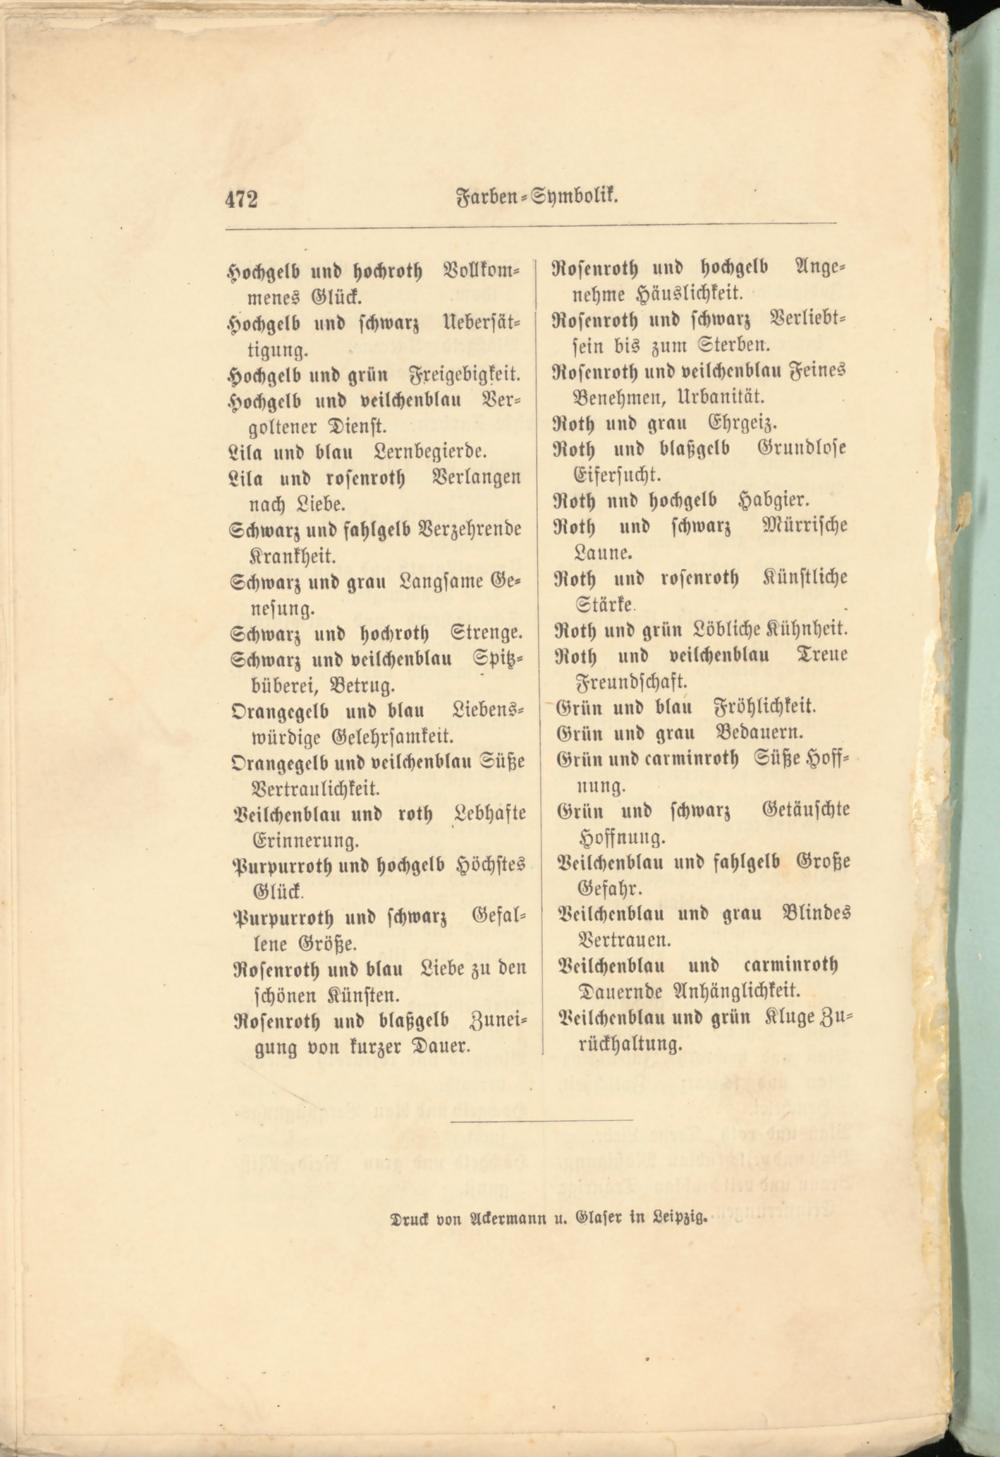 472
Farben-Symbolik.
Hochgelb und hochroth Vollkom-
menes Glück.
Hochgelb und schwarz Uebersät-
tigung.
Hochgelb und grün Freigebigkeit.
Hochgelb und veilchenblau Ver-
goltener Dienst.
Lila und blau Lernbegierde.
Lila und rosenroth Verlangen
nach Liebe.
Schwarz und fahlgelb Verzehrende
Krankheit.
Schwarz und grau Langsame Ge-
nesung.
Schwarz und hochroth Strenge.
Schwarz und veilchenblau Spitz-
büberei, Betrug.
Orangegelb und blau Liebens-
würdige Gelehrsamkeit.
Orangegelb und veilchenblau Süße
Vertraulichkeit.
Veilchenblau und roth Lebhafte
Erinnerung.
Purpurroth und hochgelb Höchstes
Glück.
Purpurroth und schwarz Gefal-
lene Größe.
Rosenroth und blau Liebe zu den
schönen Künsten.
Rosenroth und blaßgelb Zunei-
gung von kurzer Dauer.
Rosenroth und hochgelb Ange-
nehme Häuslichkeit.
Rosenroth und schwarz Verliebt-
sein bis zum Sterben.
Rosenroth und veilchenblau Feines
Benehmen, Urbanität.
Roth und grau Ehrgeiz.
Roth und blaßgelb Grundlose
Eifersucht.
Roth nnd hochgelb Habgier.
Roth und schwarz Mürrische
Laune.
Roth und rosenroth Künstliche
Stärke.
Roth und grün Löbliche Kühnheit.
Roth und veilchenblau Treue
Freundschaft.
Grün und blau Fröhlichkeit.
Grün und grau Bedauern.
Grün und carminroth Süße Hoff-
nung.
Grün und schwarz Getäuschte
Hoffnung.
Veilchenblau und fahlgelb Große
Gefahr.
Veilchenblau und grau Blindes
Vertrauen.
Veilchenblau und carminroth
Dauernde Anhänglichkeit.
Veilchenblau und grün Kluge Zu-
rückhaltung.
Druck von Ackermann u. Glaser in Leipzig.